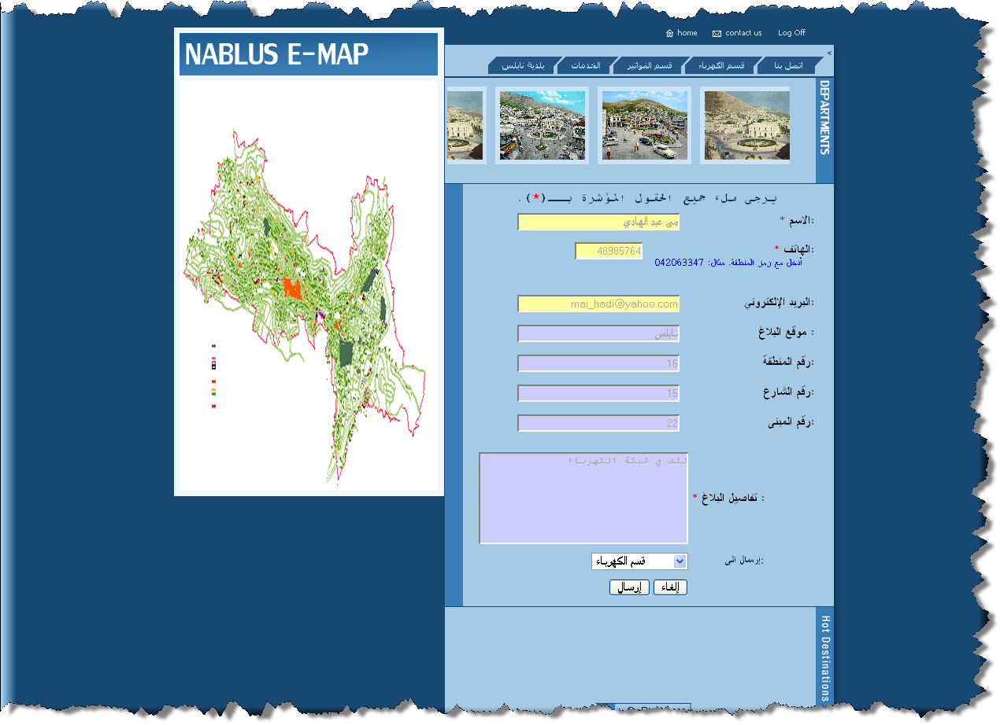 home contact us Log Off
NABLUS E-MAP
اتصل بنا
قسم الكهرباء
قسم الفواتير
الخدمات
بلدية نابلس
DEPARTMENTS
يرجى ملء جميع الحقول المؤشرة بــ(*).
الاسم * :
مي عبد الهادي
الهاتف * :
48985764
أدخل مع رمز المنطقة. مثال: 042063347
البريد الإلكتروني:
mai_hadi@yahoo.com
موقع البلاغ :
نابلس
رقم المنطقة:
16
رقم الشارع:
15
رقم المبنى:
22
تفاصيل البلاغ * :
تلف في شبكة الكهرباء
إرسال الى:
قسم الكهرباء
إلغاء إرسال
Hot Destinations